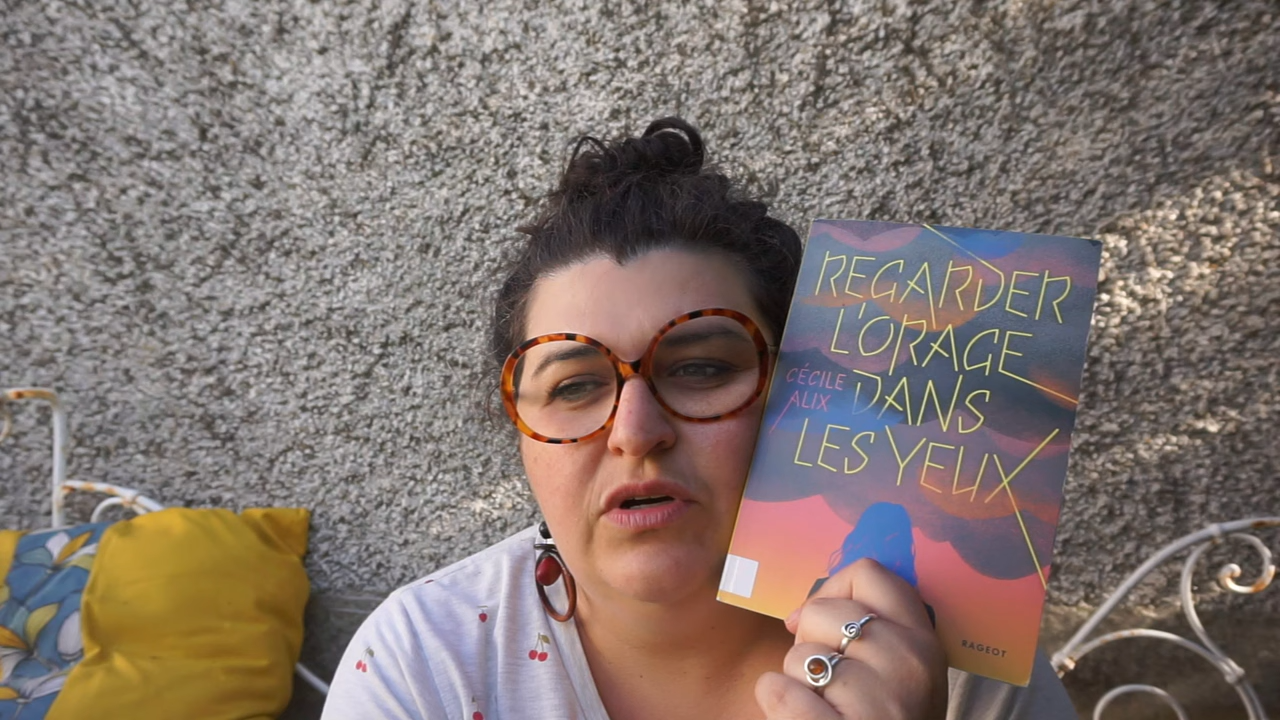 REGARDER
L'ORAGE
CÉCILE
ALIX
DANS
LES YEUX
RAGEOT